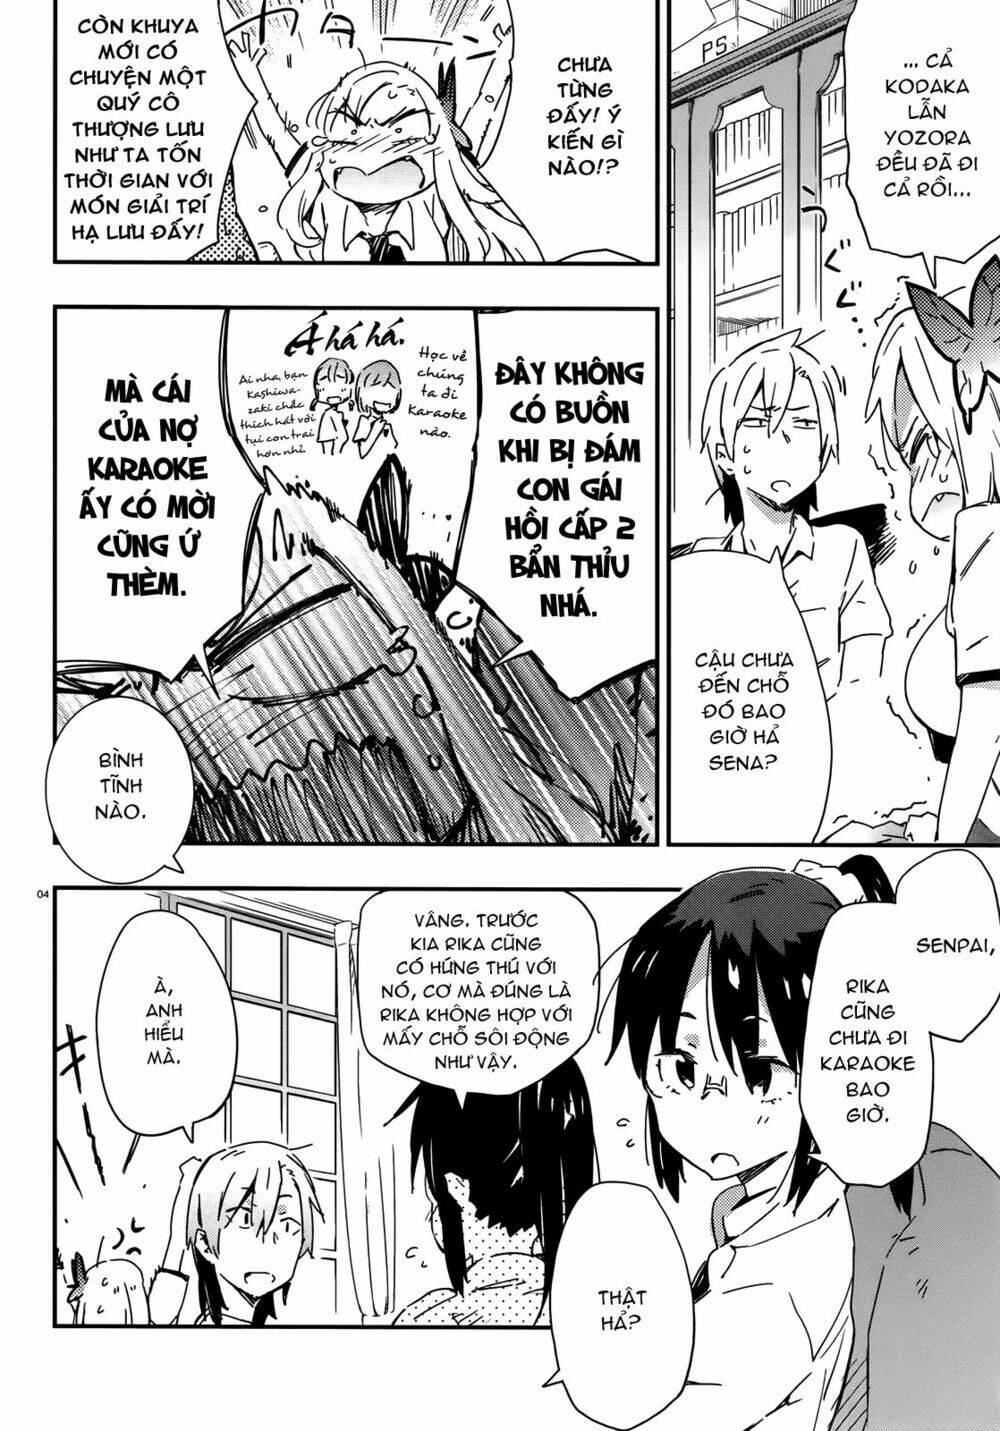 PS
... CẢ
KODAKA
LẪN
YOZORA
ĐỀU ĐÃ ĐI
CẢ RỒI...
CẬU CHƯA
ĐẾN CHỖ
ĐÓ BAO
GIỜ HẢ
SENA?
CHƯA
TỪNG
ĐẤY! Ý
KIẾN GÌ
NÀO!?
CÒN KHUYA
MỚI CÓ
CHUYỆN MỘT
QUÝ CÔ
THƯỢNG LƯU
NHƯ TA TỐN
THỜI GIAN VỚI
MÓN GIẢI TRÍ
HẠ LƯU ĐẤY!
ĐÂY KHÔNG
CÓ BUỒN
KHI BỊ ĐÁM
CON GÁI
HỒI CẤP 2
BẨN THỈU
NHÁ.
Á há há.
Học về
chúng
ta đi
Karaoke
nào.
Ai nha, bạn
Kashiwa-
zaki chắc
thích hát với
tụi con trai
hơn nhỉ.
MÀ CÁI
CỦA NỢ
KARAOKE
ẤY CÓ MỜI
CŨNG Ứ
THÈM.
BÌNH
TĨNH
NÀO.
04
SENPAI,
RIKA
CŨNG
CHƯA ĐI
KARAOKE
BAO
GIỜ.
THẬT
HẢ?
VÂNG. TRƯỚC
KIA RIKA CŨNG
CÓ HỨNG THÚ VỚI
NÓ, CƠ MÀ ĐÚNG LÀ
RIKA KHÔNG HỢP VỚI
MẤY CHỖ SÔI ĐỘNG
NHƯ VẬY.
À,
ANH
HIỂU
MÀ.